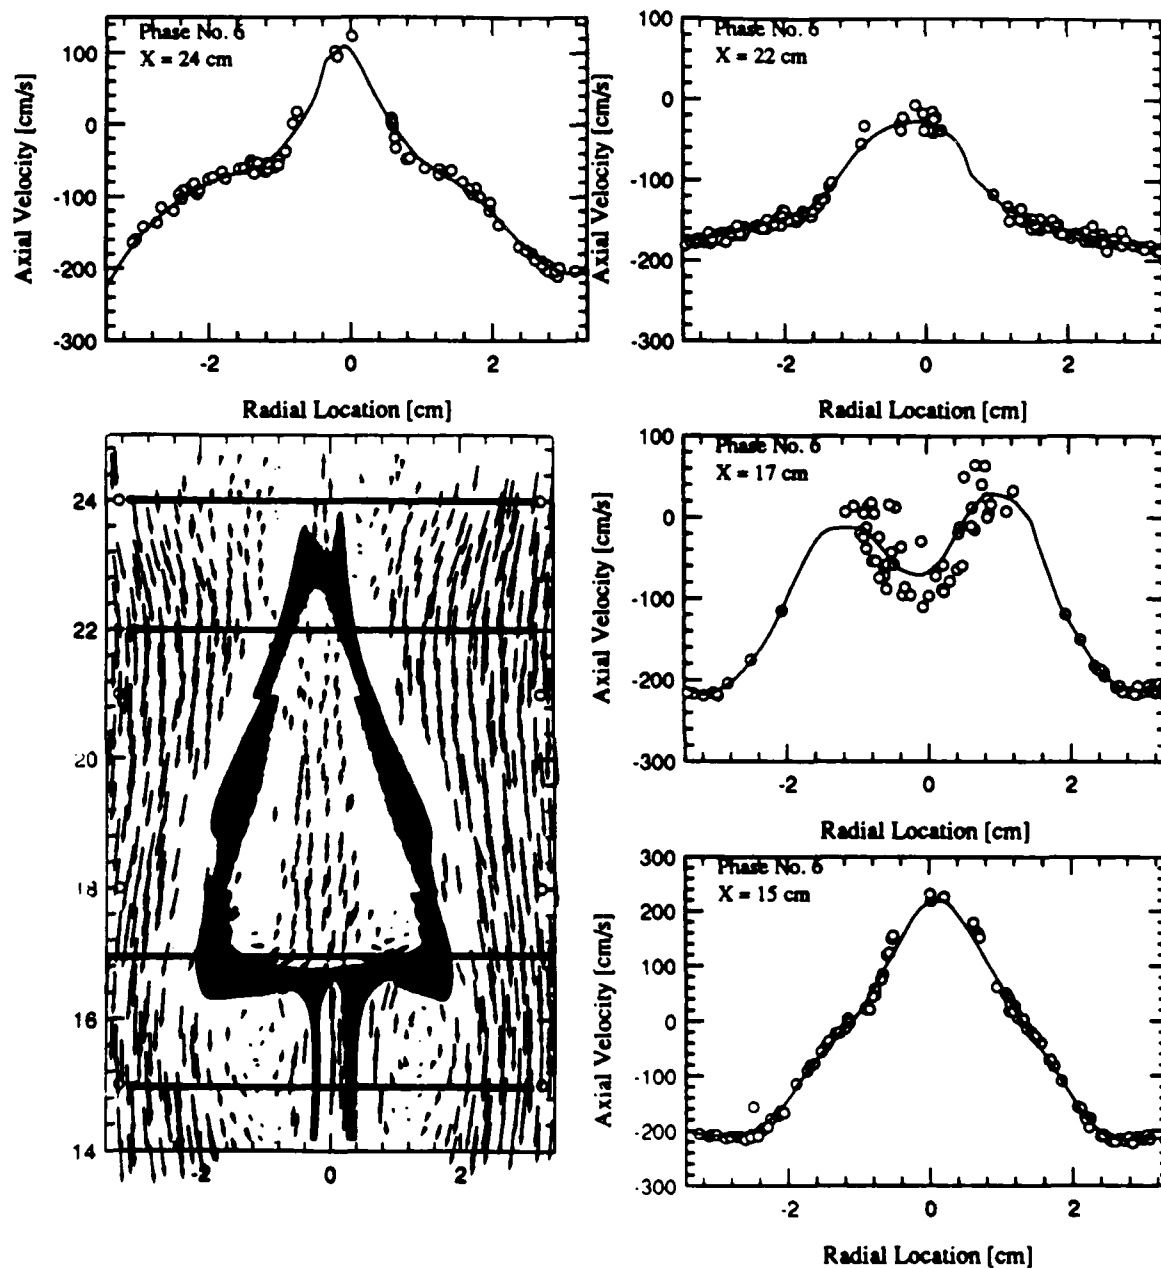 Phase No. 6
X = 24 cm
100
0
-100
-200
-300
-2
0
2
Axial Velocity [cm/s]
Radial Location [cm]
Phase No. 6
X = 22 cm
100
0
-100
-200
-300
-2
0
2
Axial Velocity [cm/s]
Radial Location [cm]
24
22
20
18
16
14
-2
0
2
Phase No. 6
X = 17 cm
100
0
-100
-200
-300
-2
0
2
Axial Velocity [cm/s]
Radial Location [cm]
Phase No. 6
X = 15 cm
300
200
100
0
-100
-200
-300
-2
0
2
Axial Velocity [cm/s]
Radial Location [cm]